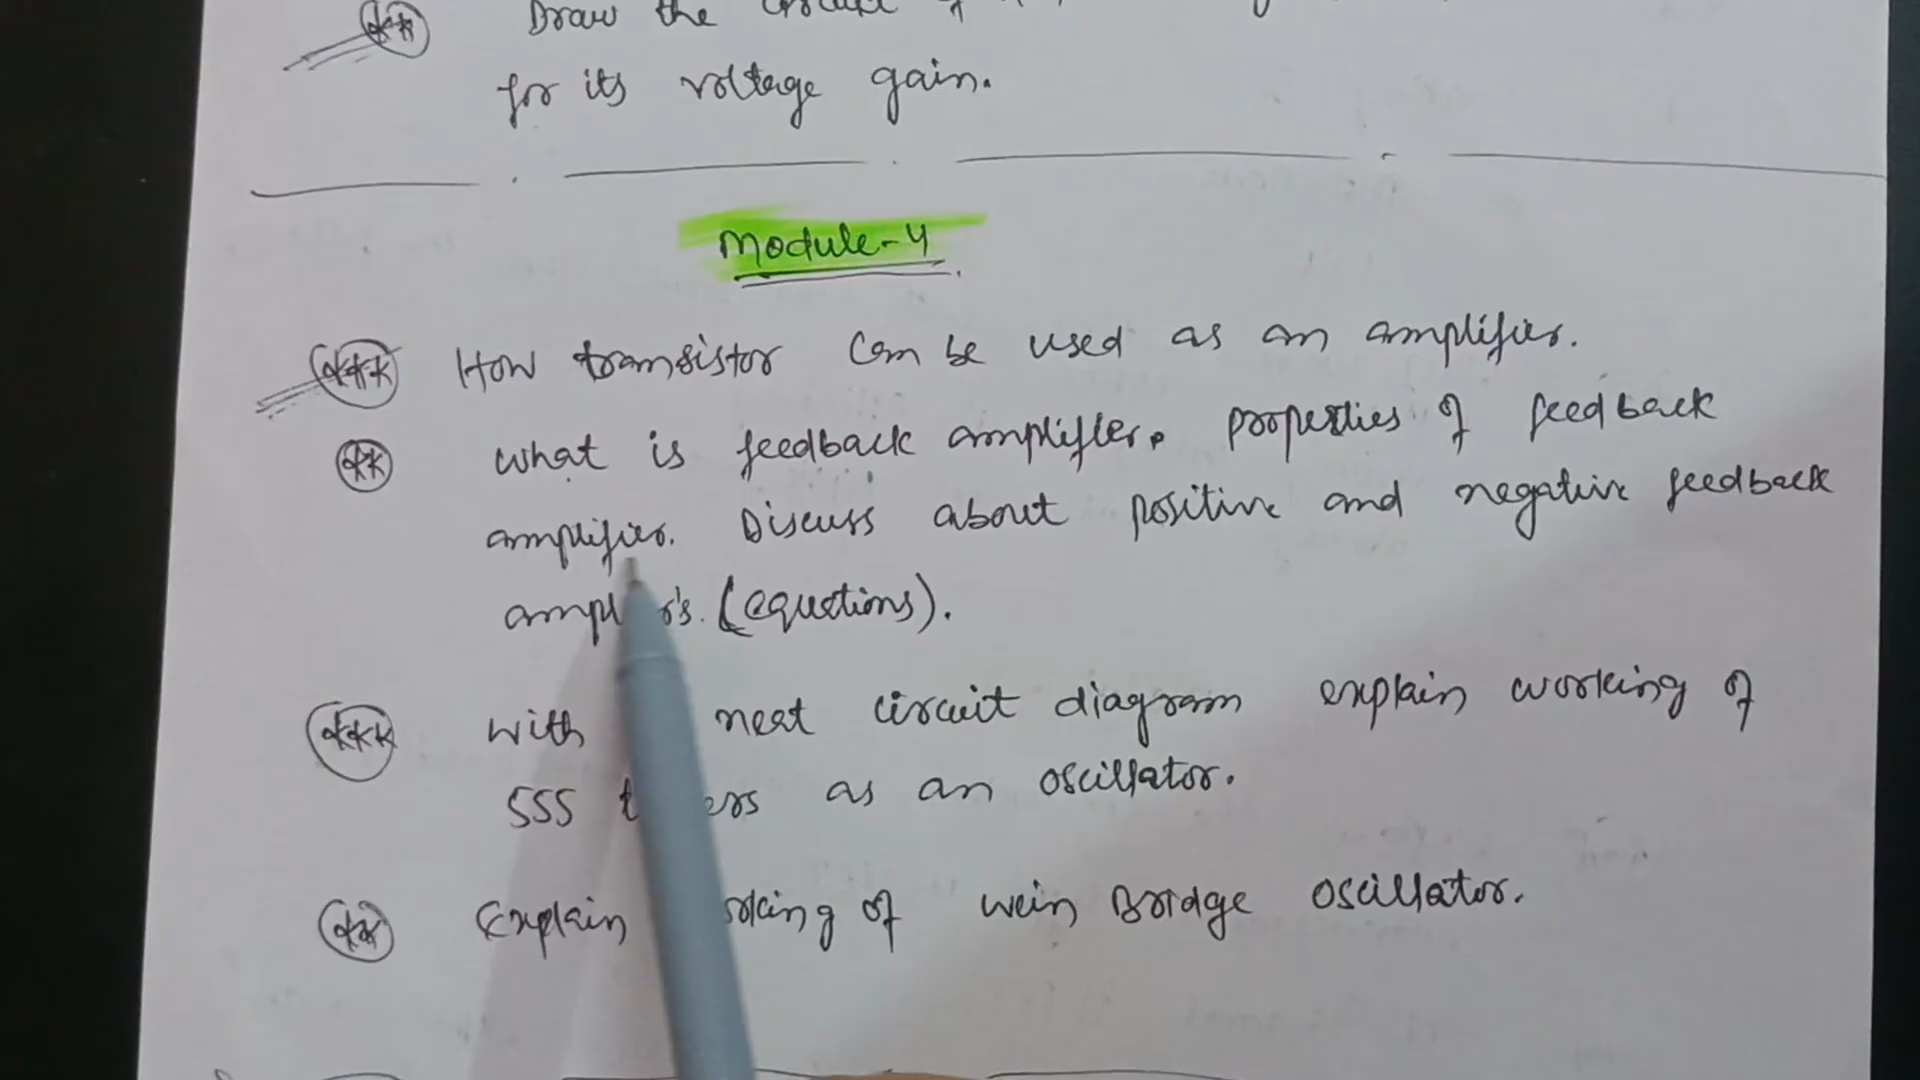 Draw the circuit of
for its voltage gain.
Module-4
*** How transistor can be used as an amplifier.
** what is feedback amplifier. properties of feedback
amplifier. Discuss about positive and negative feedback
(equations).
*** with neat circuit diagram explain working of
555 as an oscillator.
** Explain of wein Bridge oscillator.